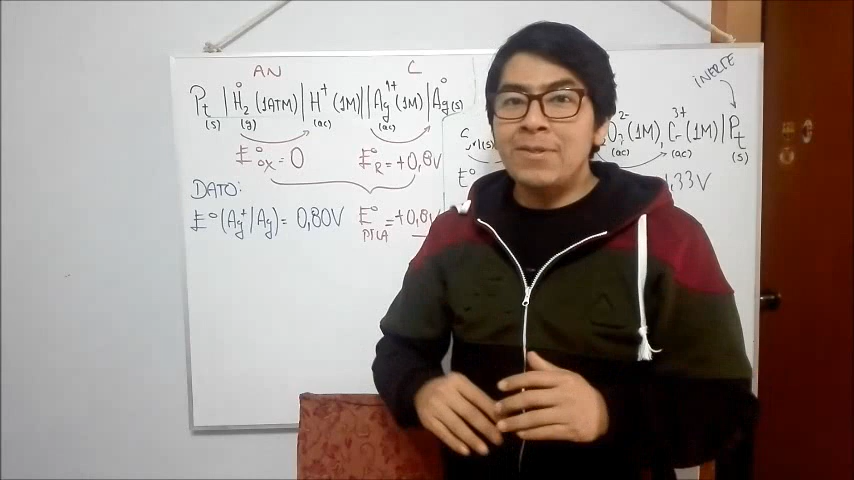 AN C
Pt | H₂ (1ATM) | H⁺ (1M) || Ag¹⁺ (1M) | Ag° (s)
(s) (g) (ac) (ac)
E°ox = 0 E°R = +0,8V
DATO:
E° (Ag⁺/Ag) = 0,80V E° PILA = +0,8V
INERTE
(1M), Cr³⁺ (1M) | Pt
(s) (ac) (ac) (s)
E°
,33V